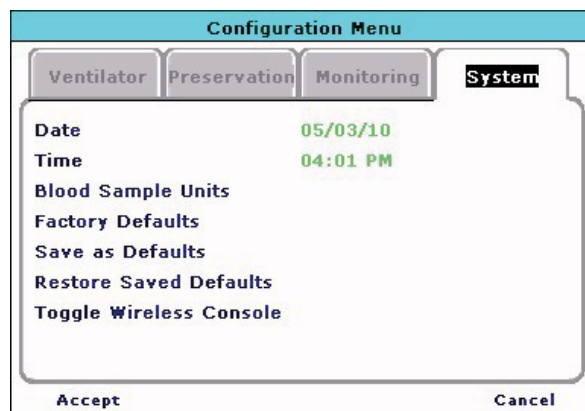 Configuration Menu
Ventilator Preservation Monitoring System
Date 05/03/10
Time 04:01 PM
Blood Sample Units
Factory Defaults
Save as Defaults
Restore Saved Defaults
Toggle Wireless Console
Accept Cancel